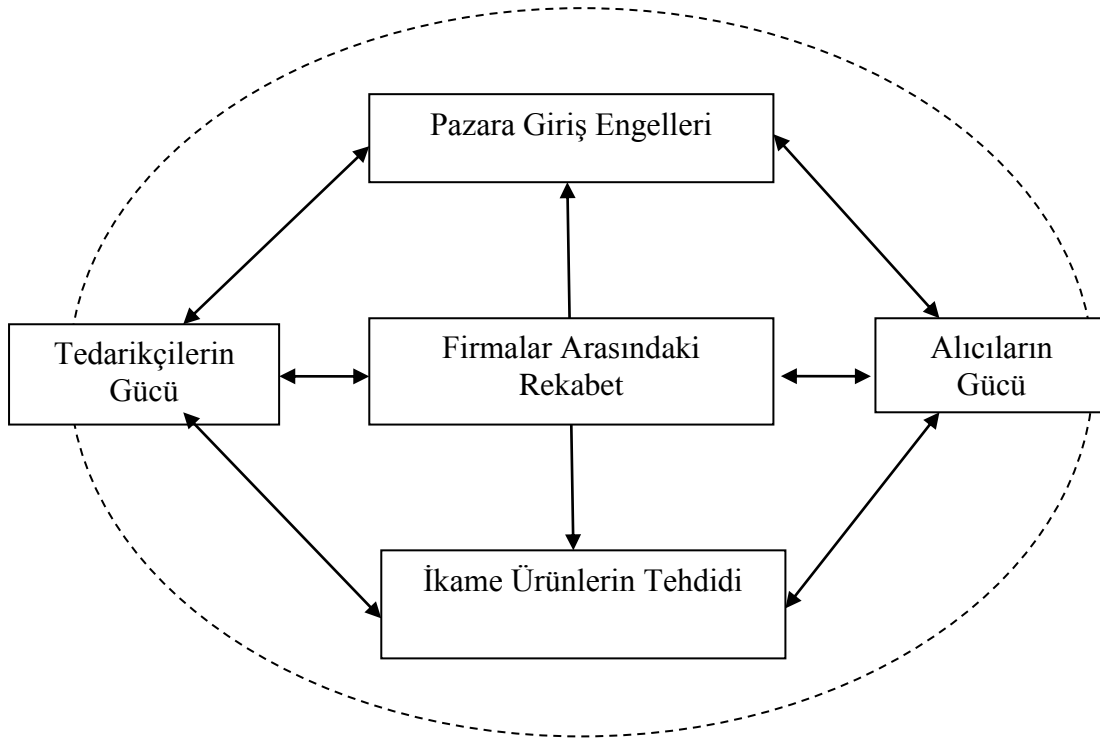 Pazara Giriş Engelleri
Tedarikçilerin
Gücü
Firmalar Arasındaki
Rekabet
Alıcıların
Gücü
İkame Ürünlerin Tehdidi